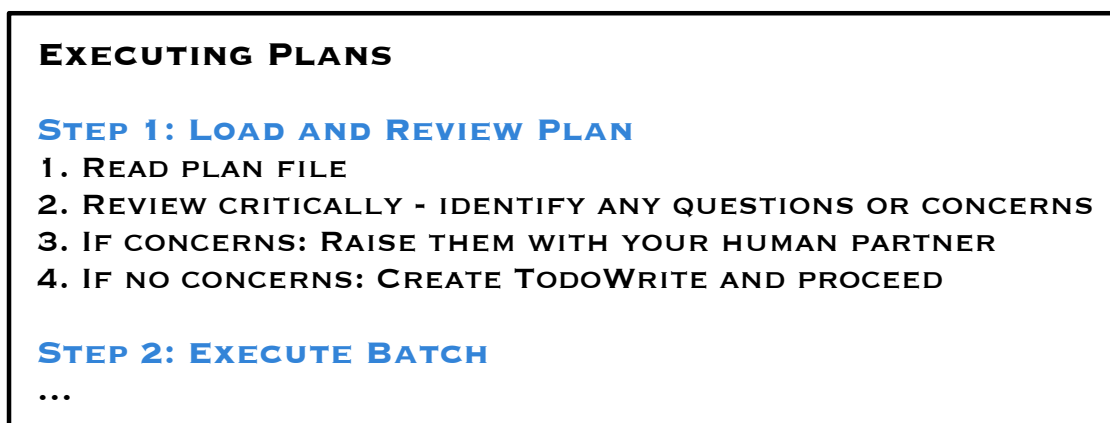 Executing Plans
Step 1: Load and Review Plan
1. Read plan file
2. Review critically - identify any questions or concerns
3. If concerns: Raise them with your human partner
4. If no concerns: Create TodoWrite and proceed
Step 2: Execute Batch
...